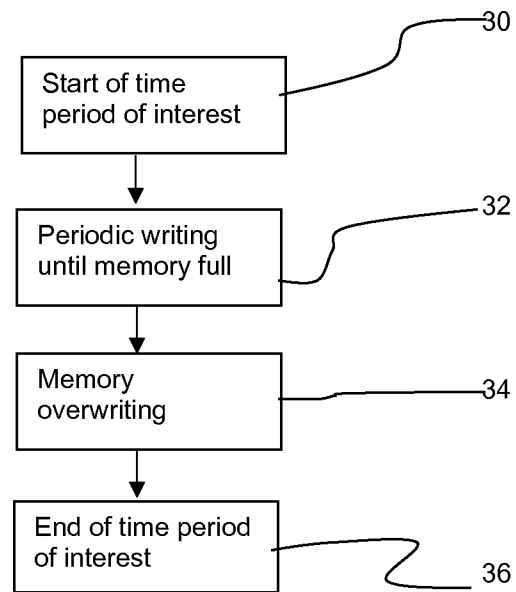 30
Start of time
period of interest
32
Periodic writing
until memory full
Memory
overwriting
34
End of time period
of interest
36